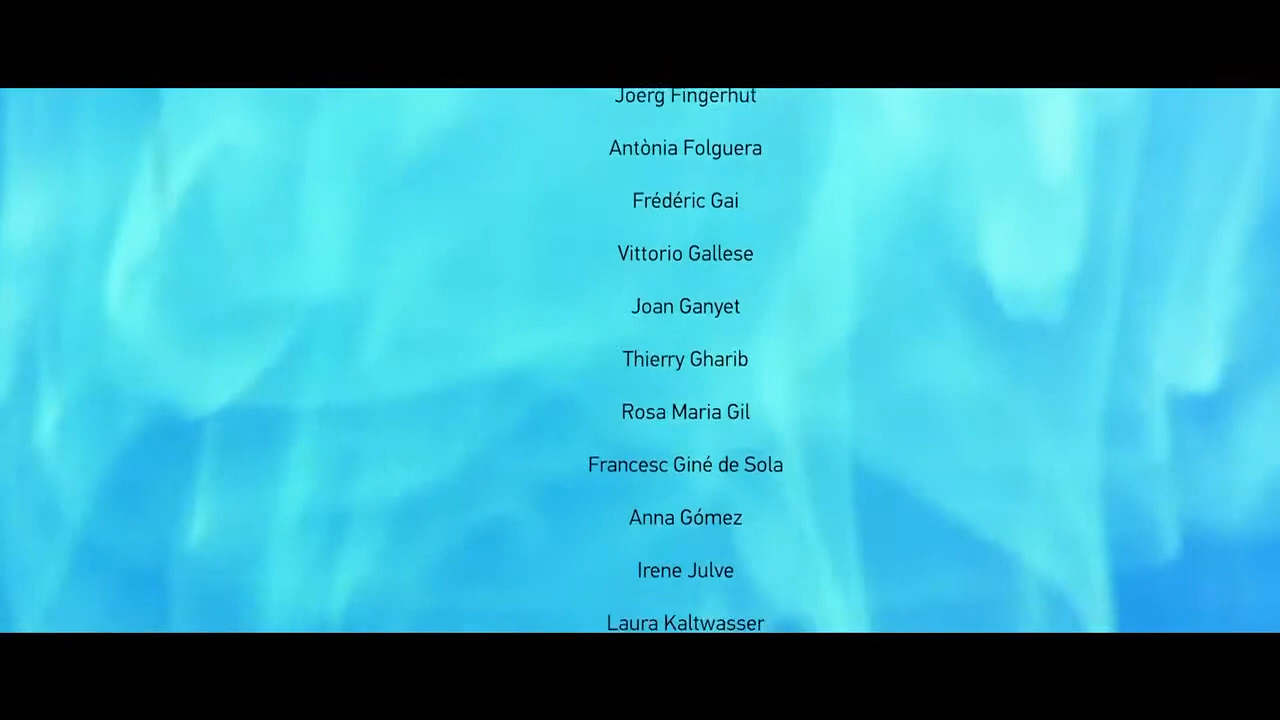 Joerg Fingerhut
Antònia Folguera
Frédéric Gai
Vittorio Gallese
Joan Ganyet
Thierry Gharib
Rosa Maria Gil
Francesc Giné de Sola
Anna Gómez
Irene Julve
Laura Kaltwasser